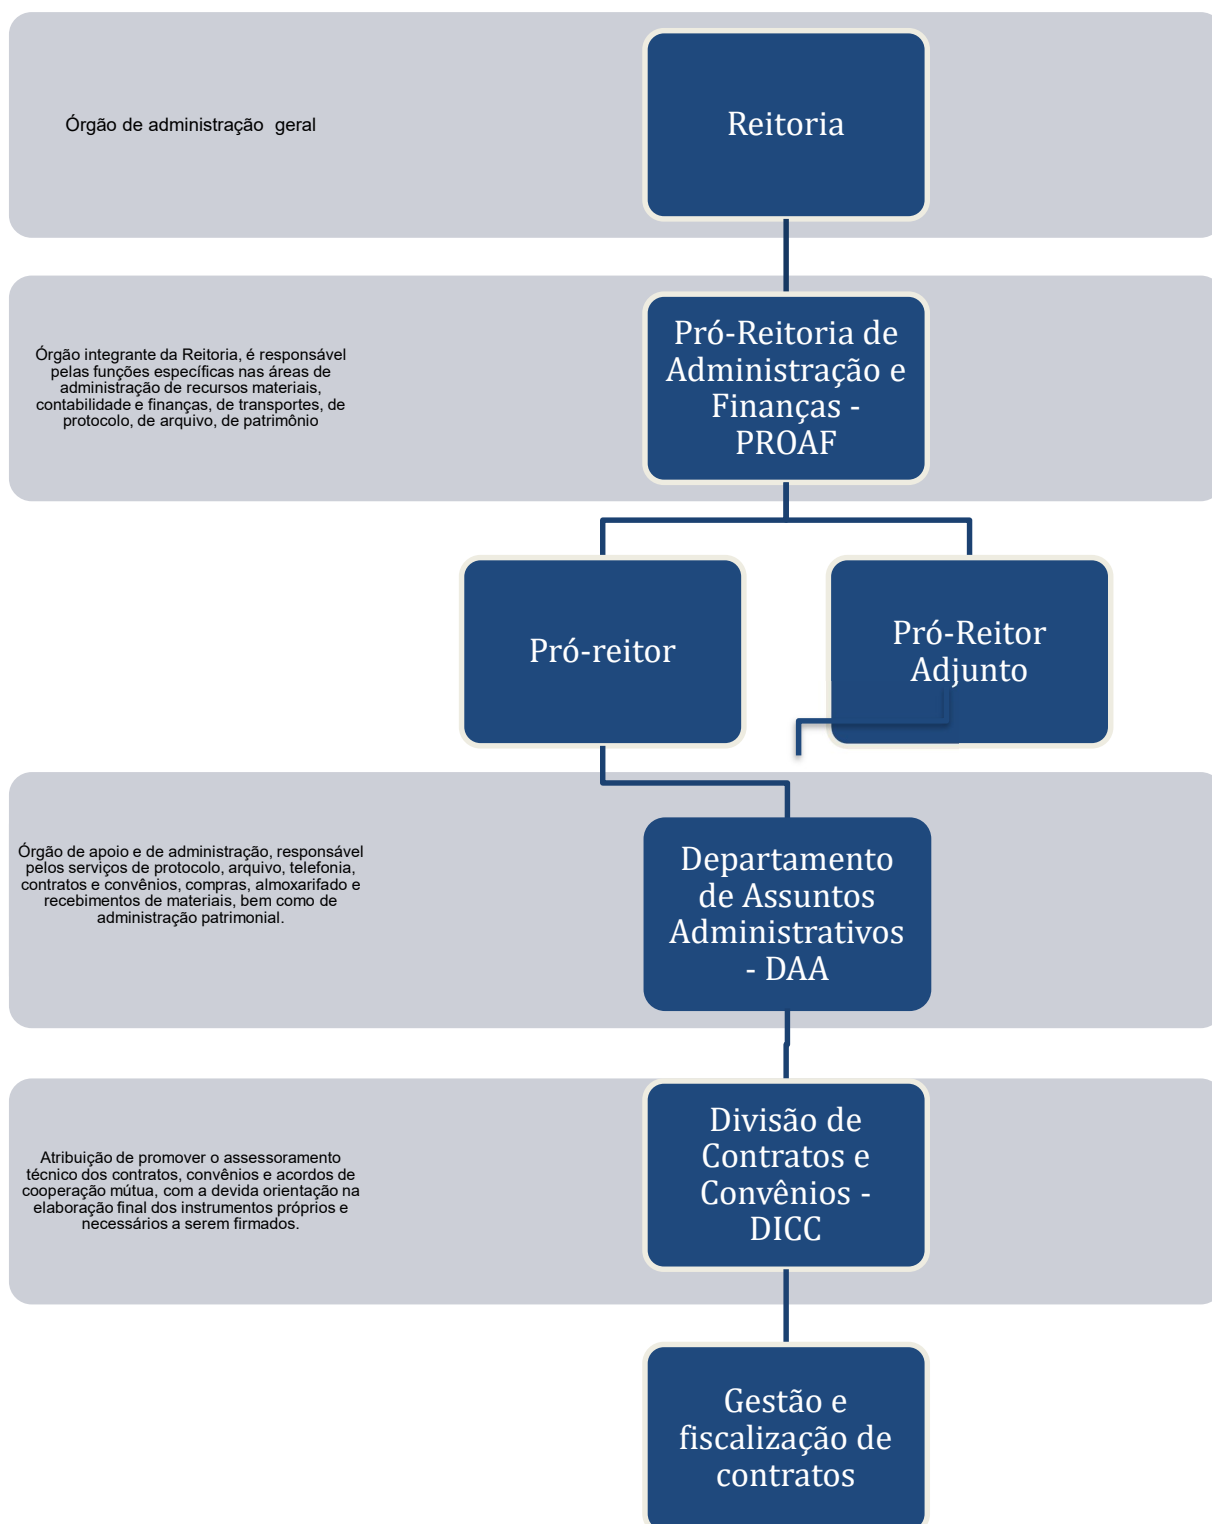 Órgão de administração  geral
Reitoria
Órgão integrante da Reitoria, é responsável
pelas funções específicas nas áreas de
administração de recursos materiais,
contabilidade e finanças, de transportes, de
protocolo, de arquivo, de patrimônio
Pró-Reitoria de
Administração e
Finanças -
PROAF
Pró-reitor
Pró-Reitor
Adjunto
Órgão de apoio e de administração, responsável
pelos serviços de protocolo, arquivo, telefonia,
contratos e convênios, compras, almoxarifado e
recebimentos de materiais, bem como de
administração patrimonial.
Departamento
de Assuntos
Administrativos
- DAA
Atribuição de promover o assessoramento
técnico dos contratos, convênios e acordos de
cooperação mútua, com a devida orientação na
elaboração final dos instrumentos próprios e
necessários a serem firmados.
Divisão de
Contratos e
Convênios -
DICC
Gestão e
fiscalização de
contratos